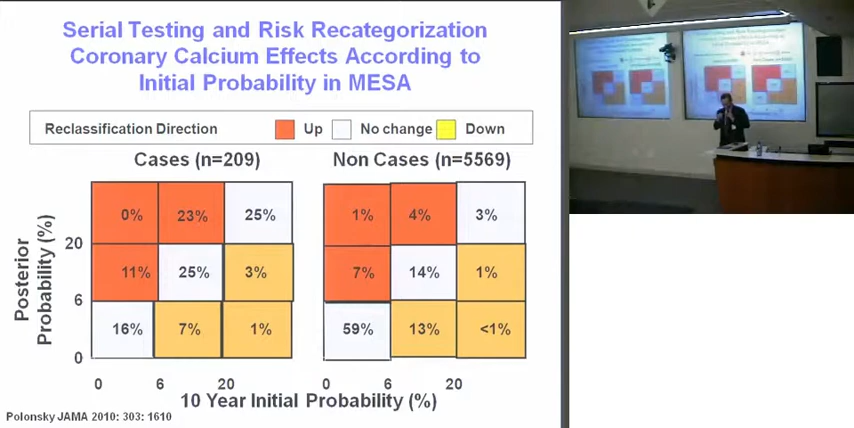 Serial Testing and Risk Recategorization
Coronary Calcium Effects According to
Initial Probability in MESA
Reclassification Direction Up No change Down
Cases (n=209) Non Cases (n=5569)
0% 23% 25% 1% 4% 3%
20
11% 25% 3% 7% 14% 1%
6
16% 7% 1% 59% 13% <1%
0
Posterior
Probability (%)
0 6 20 0 6 20
10 Year Initial Probability (%)
Polonsky JAMA 2010: 303: 1610